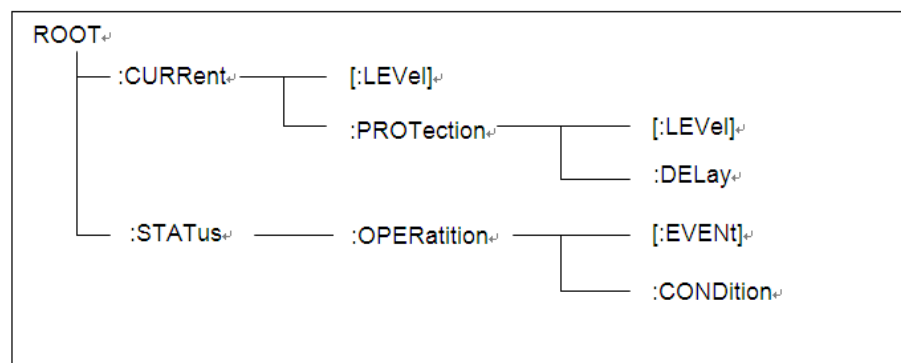 ROOT
:CURRent [:LEVel]
:PROTection [:LEVel]
:DELay
:STATus :OPERatition [:EVENt]
:CONDition